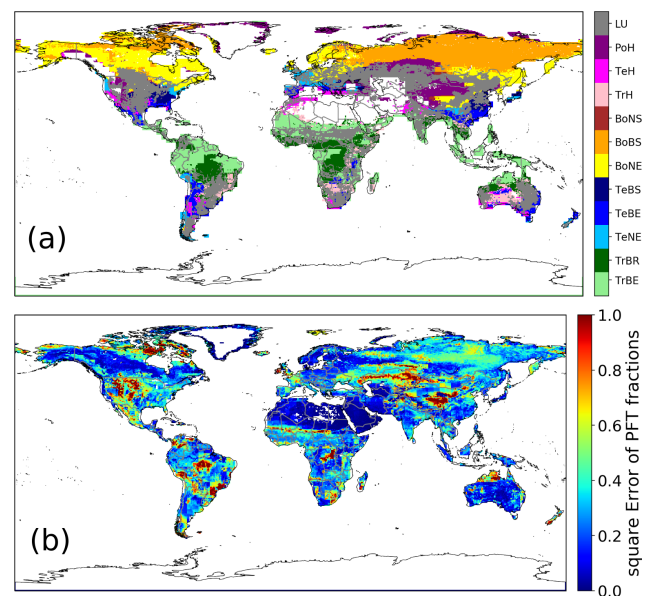 LU
PoH
TeH
TrH
BoNS
BoBS
BoNE
TeBS
TeBE
TeNE
TrBR
TrBE
(a)
1.0
0.8
0.6
0.4
0.2
0.0
square Error of PFT fractions
(b)